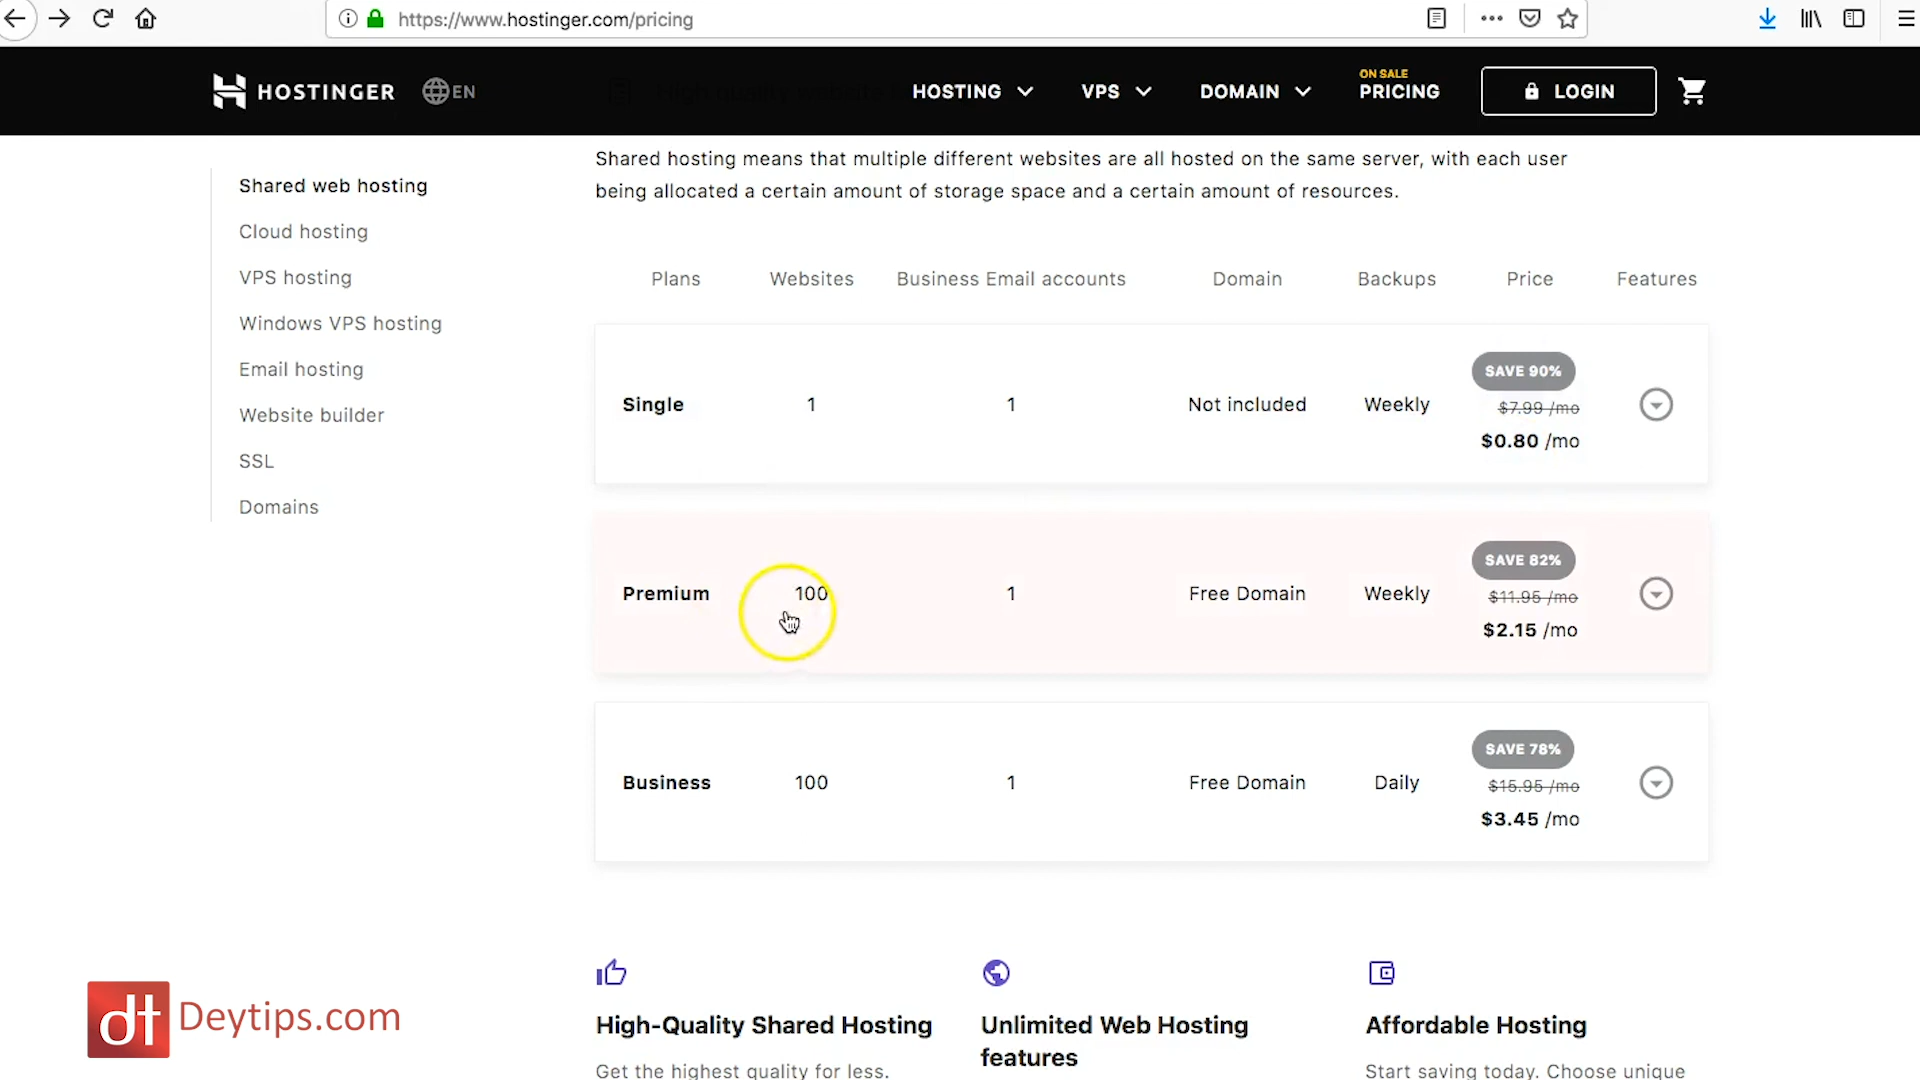 https://www.hostinger.com/pricing
HOSTINGER
EN
HOSTING
VPS
DOMAIN
ON SALE
PRICING
LOGIN
Shared web hosting
Cloud hosting
VPS hosting
Windows VPS hosting
Email hosting
Website builder
SSL
Domains
Shared hosting means that multiple different websites are all hosted on the same server, with each user
being allocated a certain amount of storage space and a certain amount of resources.
Plans Websites Business Email accounts Domain Backups Price Features
SAVE 90%
Single 1 1 Not included Weekly $7.99 /mo
$0.80 /mo
SAVE 82%
Premium 100 1 Free Domain Weekly $11.95 /mo
$2.15 /mo
SAVE 78%
Business 100 1 Free Domain Daily $15.95 /mo
$3.45 /mo
High-Quality Shared Hosting
Get the highest quality for less.
Unlimited Web Hosting
features
Affordable Hosting
Start saving today. Choose unique
dt Deytips.com